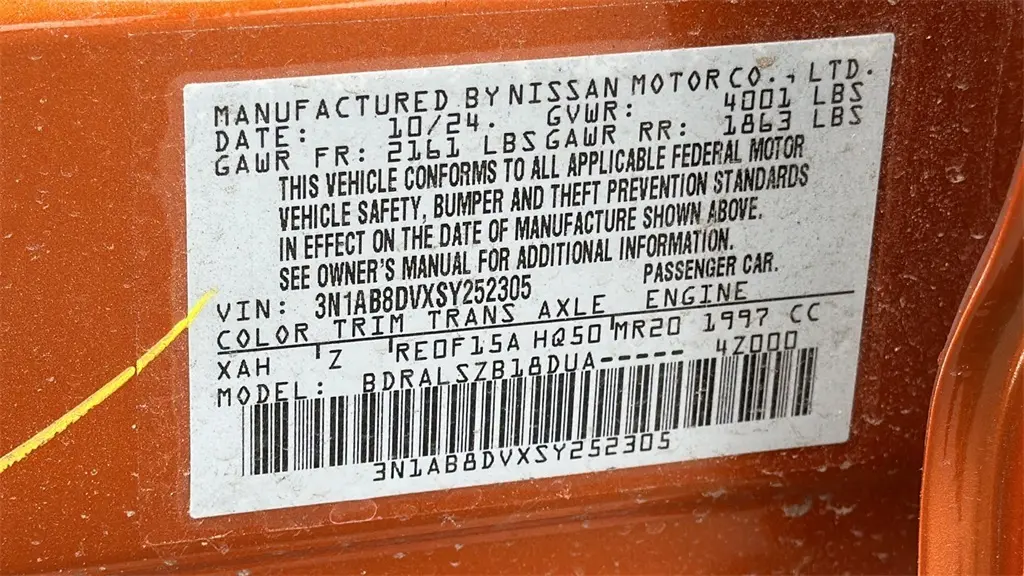 MANUFACTURED BY NISSAN MOTOR CO., LTD.
DATE: 10/24. GVWR: 4001 LBS
GAWR FR: 2161 LBS GAWR RR: 1863 LBS
THIS VEHICLE CONFORMS TO ALL APPLICABLE FEDERAL MOTOR
VEHICLE SAFETY, BUMPER AND THEFT PREVENTION STANDARDS
IN EFFECT ON THE DATE OF MANUFACTURE SHOWN ABOVE.
SEE OWNER'S MANUAL FOR ADDITIONAL INFORMATION.
VIN: 3N1AB8DVXSY252305 PASSENGER CAR.
COLOR TRIM TRANS AXLE ENGINE
XAH Z RE0F15A HQ50 MR20 1997 CC
MODEL: BDRALSZB18DUA----- 4Z000
3N1AB8DVXSY252305